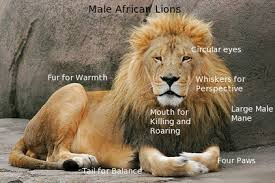 Male African Lions
Circular eyes
Fur for Warmth
Whiskers for
Perspective
Mouth for
Killing and
Roaring
Large Male
Mane
Four Paws
Tail for Balance